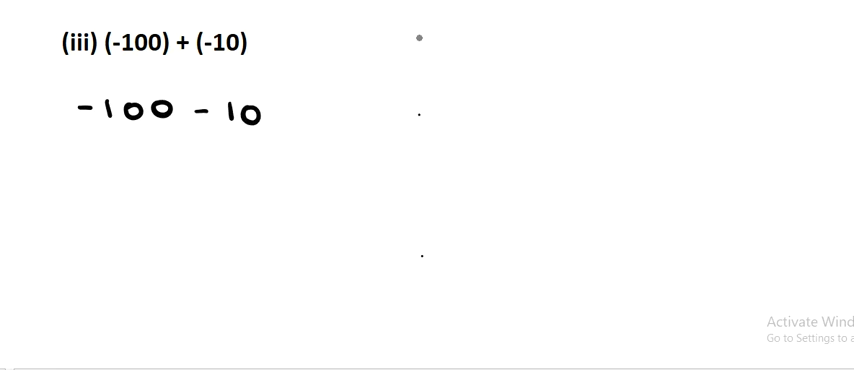 (iii) (-100) + (-10)
-100 - 10
Activate Wind
Go to Settings to a